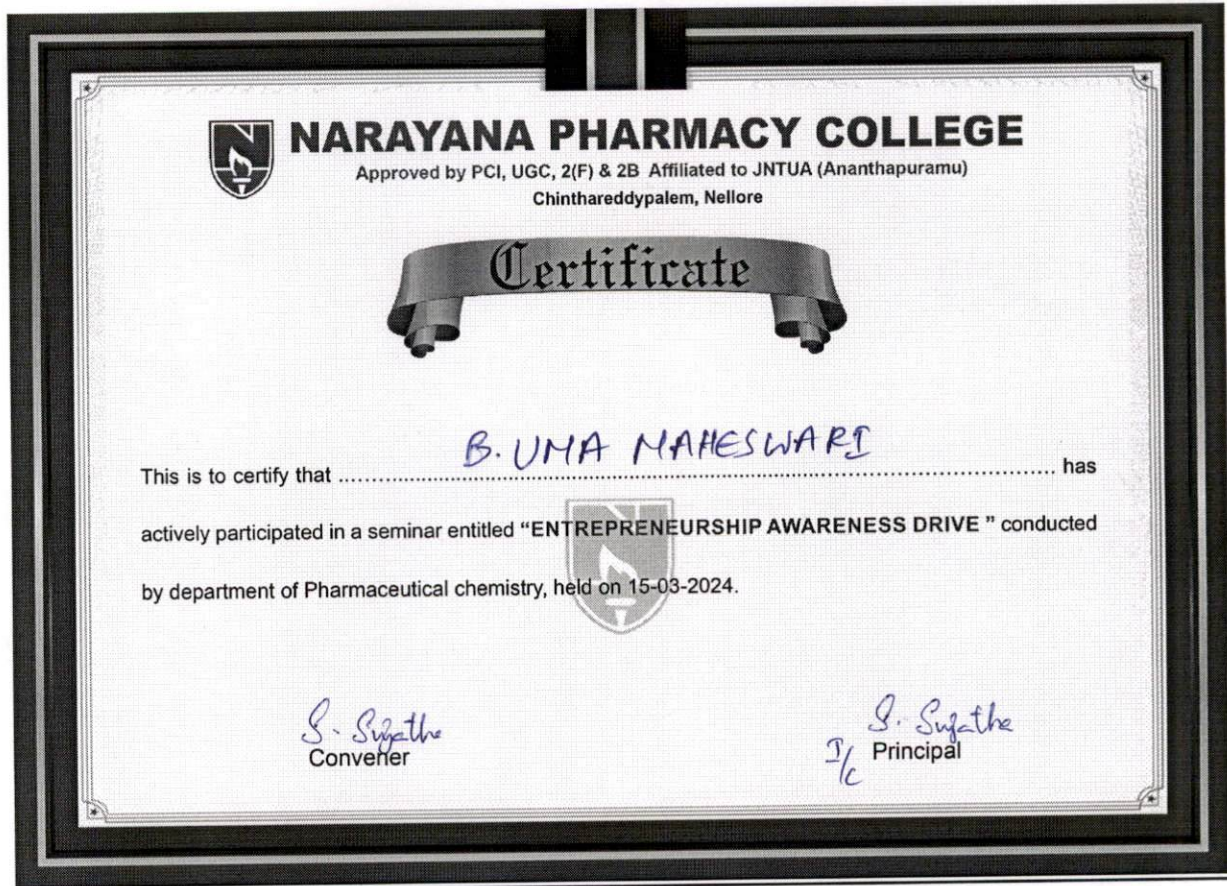 NARAYANA PHARMACY COLLEGE
Approved by PCI, UGC, 2(F) & 2B Affiliated to JNTUA (Ananthapuramu)
Chinthareddypalem, Nellore
Certificate
B. UMA MAHESWARI
This is to certify that ........................................................................................................ has
actively participated in a seminar entitled “ENTREPRENEURSHIP AWARENESS DRIVE ” conducted
by department of Pharmaceutical chemistry, held on 15-03-2024.
S. Sujatha
Convener
S. Sujatha
I/c Principal